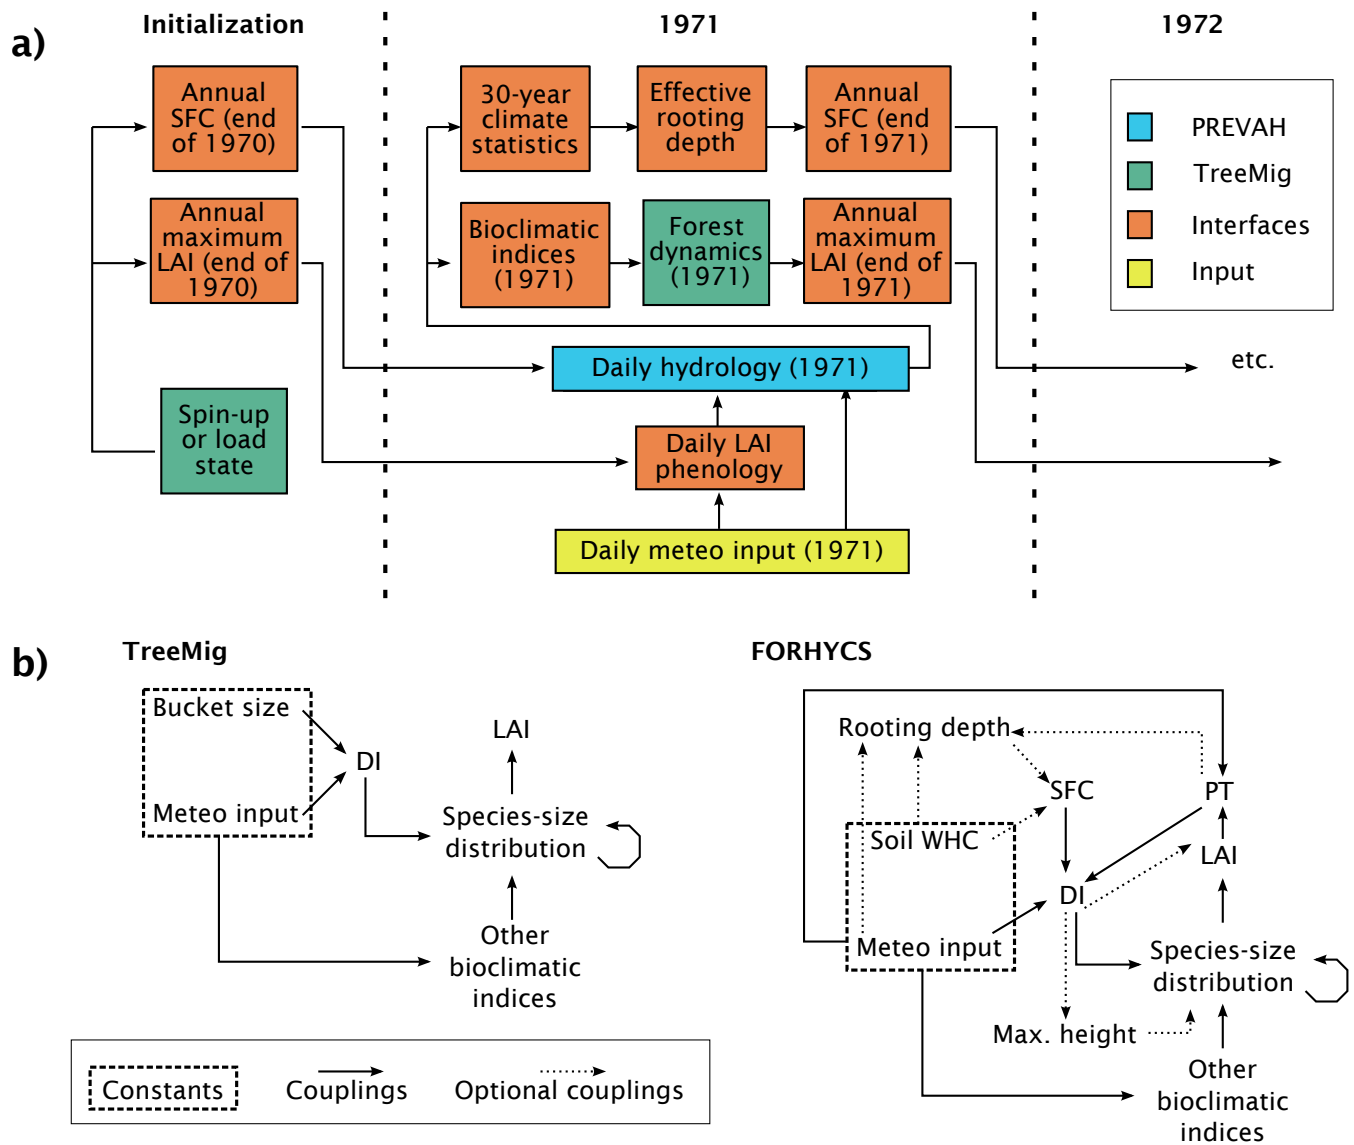 a)
Initialization
1971
1972
Annual
SFC (end
of 1970)
30-year
climate
statistics
Effective
rooting
depth
Annual
SFC (end
of 1971)
PREVAH
TreeMig
Interfaces
Input
Annual
maximum
LAI (end of
1970)
Bioclimatic
indices
(1971)
Forest
dynamics
(1971)
Annual
maximum
LAI (end of
1971)
Daily hydrology (1971)
etc.
Spin-up
or load
state
Daily LAI
phenology
Daily meteo input (1971)
b)
TreeMig
Bucket size
Meteo input
DI
LAI
Species-size
distribution
Other
bioclimatic
indices
FORHYCS
Rooting depth
SFC
PT
Soil WHC
LAI
DI
Meteo input
Species-size
distribution
Max. height
Other
bioclimatic
indices
Constants
Couplings
Optional couplings